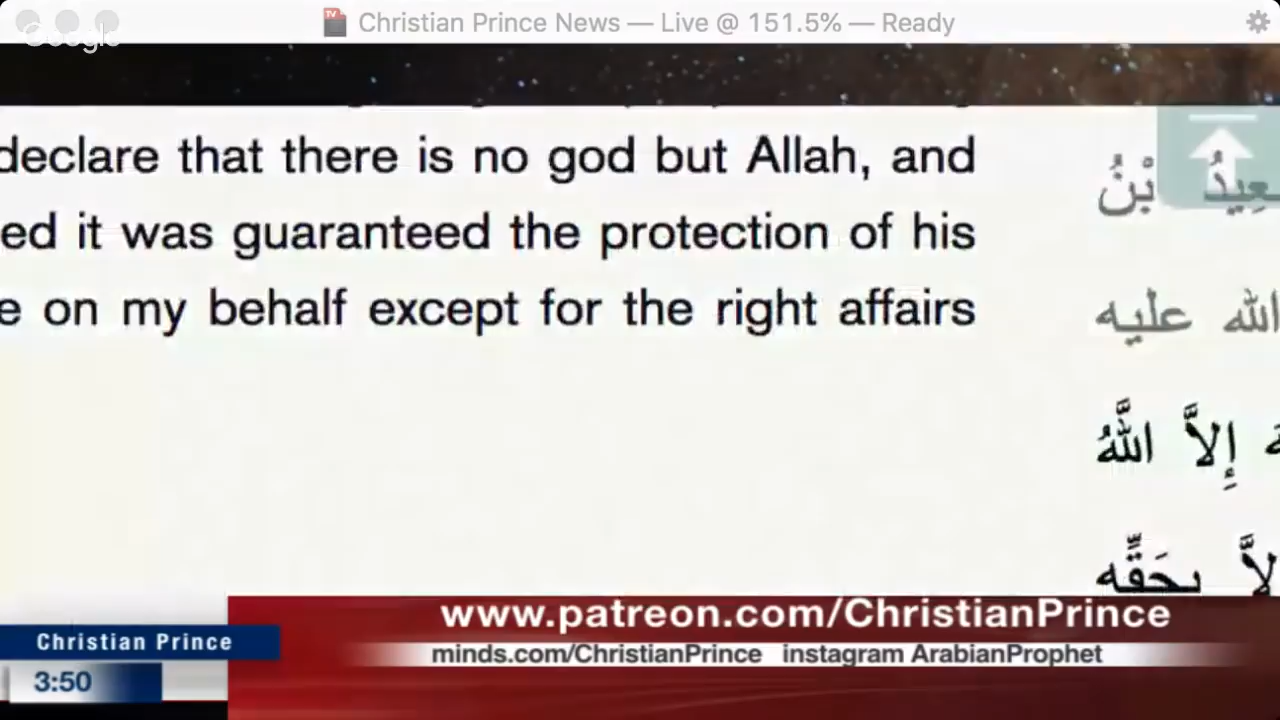 Christian Prince News — Live @ 151.5% — Ready
Google
declare that there is no god but Allah, and
ed it was guaranteed the protection of his
e on my behalf except for the right affairs
بْنُ
الله عليه
إِلاَّ اللَّهُ
بِحَقِّهِ
www.patreon.com/ChristianPrince
minds.com/ChristianPrince instagram ArabianProphet
Christian Prince
3:50